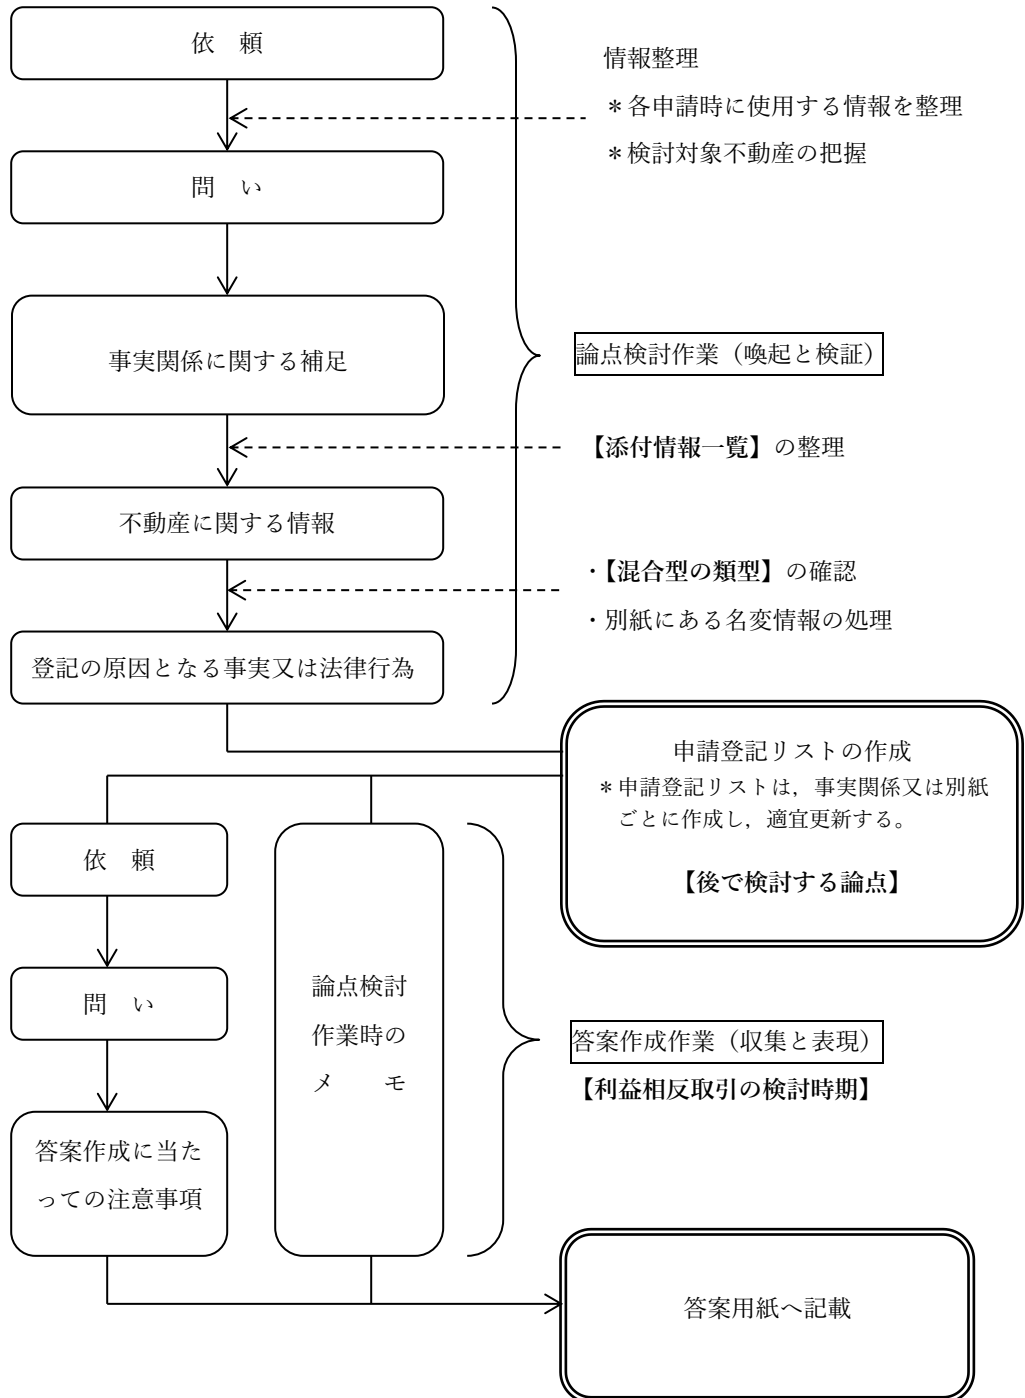 依　頼
情報整理
＊各申請時に使用する情報を整理
＊検討対象不動産の把握
問　い
事実関係に関する補足
論点検討作業（喚起と検証）
【添付情報一覧】の整理
不動産に関する情報
・【混合型の類型】の確認
・別紙にある名変情報の処理
登記の原因となる事実又は法律行為
申請登記リストの作成
＊申請登記リストは，事実関係又は別紙
ごとに作成し，適宜更新する。
【後で検討する論点】
依　頼
問　い
答案作成に当た
っての注意事項
論点検討
作業時の
メ　　モ
答案作成作業（収集と表現）
【利益相反取引の検討時期】
答案用紙へ記載